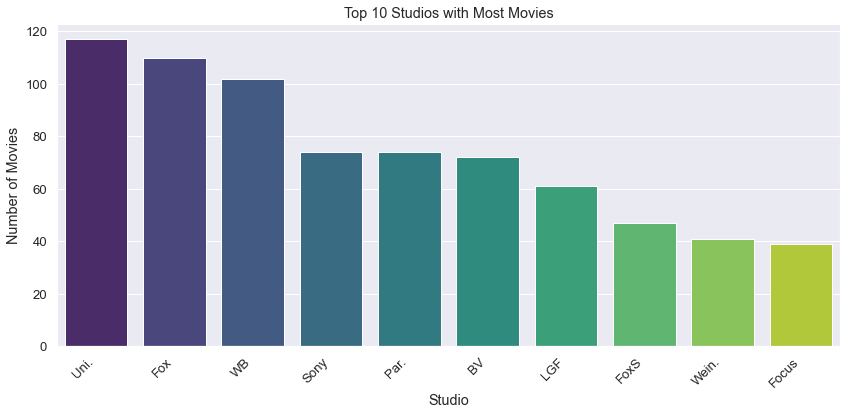 Top 10 Studios with Most Movies
Number of Movies
120
100
80
60
40
20
0
Uni.
Fox
WB
Sony
Par.
BV
LGF
FoxS
Wein.
Focus
Studio